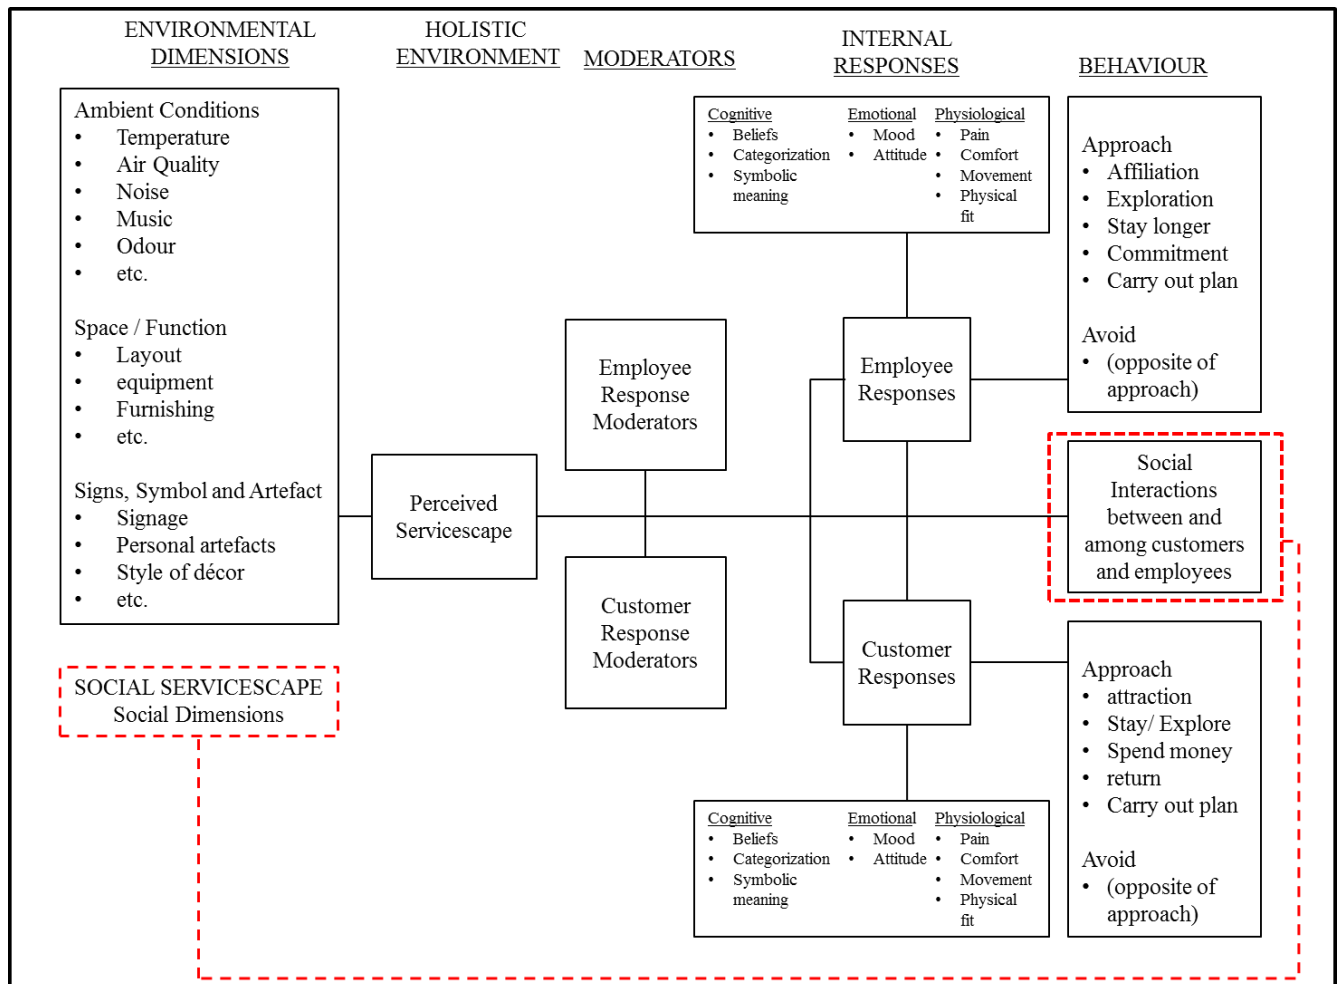 ENVIRONMENTAL
DIMENSIONS
HOLISTIC
ENVIRONMENT
MODERATORS
INTERNAL
RESPONSES
BEHAVIOUR
Ambient Conditions
• Temperature
• Air Quality
• Noise
• Music
• Odour
• etc.
Space / Function
• Layout
• equipment
• Furnishing
• etc.
Signs, Symbol and Artefact
• Signage
• Personal artefacts
• Style of décor
• etc.
SOCIAL SERVICESCAPE
Social Dimensions
Perceived
Servicescape
Employee
Response
Moderators
Customer
Response
Moderators
Cognitive
• Beliefs
• Categorization
• Symbolic
meaning
Emotional
• Mood
• Attitude
Physiological
• Pain
• Comfort
• Movement
• Physical
fit
Employee
Responses
Customer
Responses
Cognitive
• Beliefs
• Categorization
• Symbolic
meaning
Emotional
• Mood
• Attitude
Physiological
• Pain
• Comfort
• Movement
• Physical
fit
Approach
• Affiliation
• Exploration
• Stay longer
• Commitment
• Carry out plan
Avoid
• (opposite of
approach)
Social
Interactions
between and
among customers
and employees
Approach
• attraction
• Stay/ Explore
• Spend money
• return
• Carry out plan
Avoid
• (opposite of
approach)